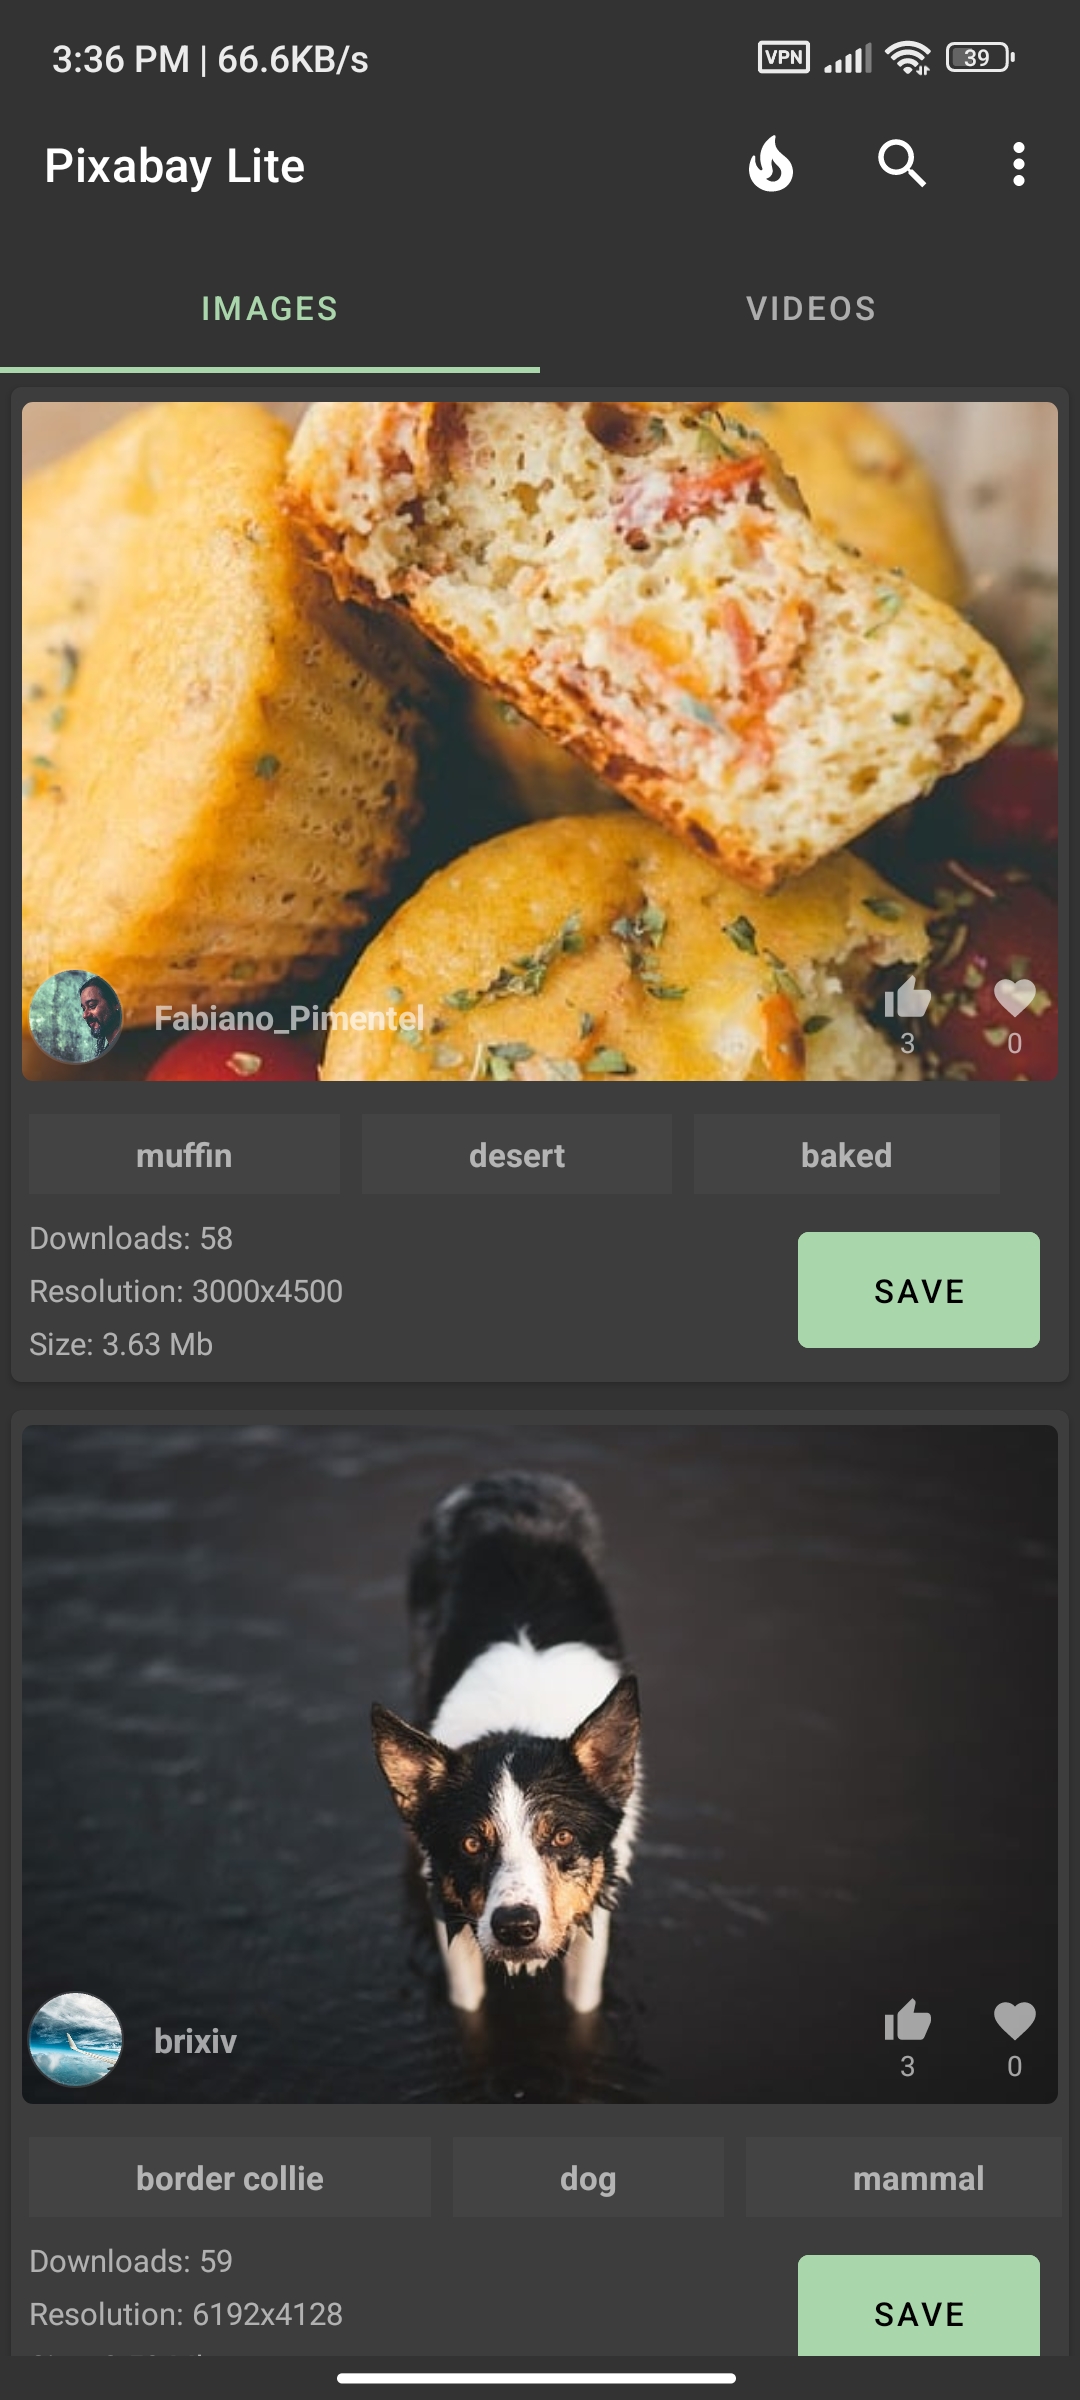 3:36 PM | 66.6KB/s VPN 39
Pixabay Lite
IMAGES VIDEOS
Fabiano_Pimentel
3 0
muffin desert baked
Downloads: 58
Resolution: 3000x4500
SAVE
Size: 3.63 Mb
brixiv
3 0
border collie dog mammal
Downloads: 59
Resolution: 6192x4128
SAVE